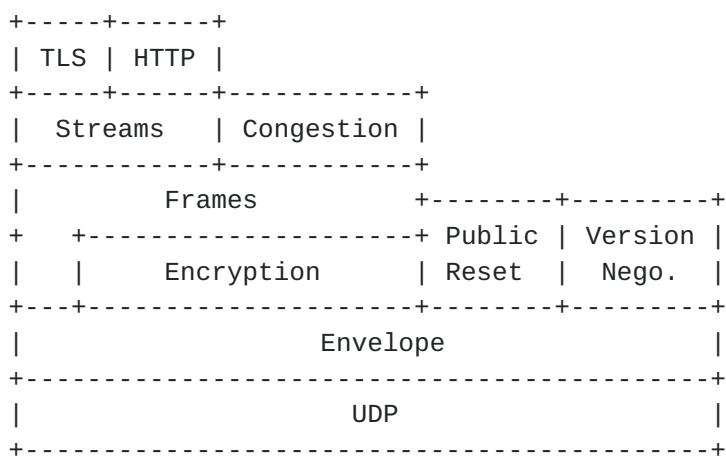 +-----+------+
| TLS | HTTP |
+-----+------+------------+
|  Streams   | Congestion |
+------------+------------+
|         Frames          +--------+---------+
+   +---------------------+ Public | Version |
|   |     Encryption      | Reset  |  Nego.  |
+---+---------------------+--------+---------+
|                   Envelope                 |
+--------------------------------------------+
|                     UDP                    |
+--------------------------------------------+